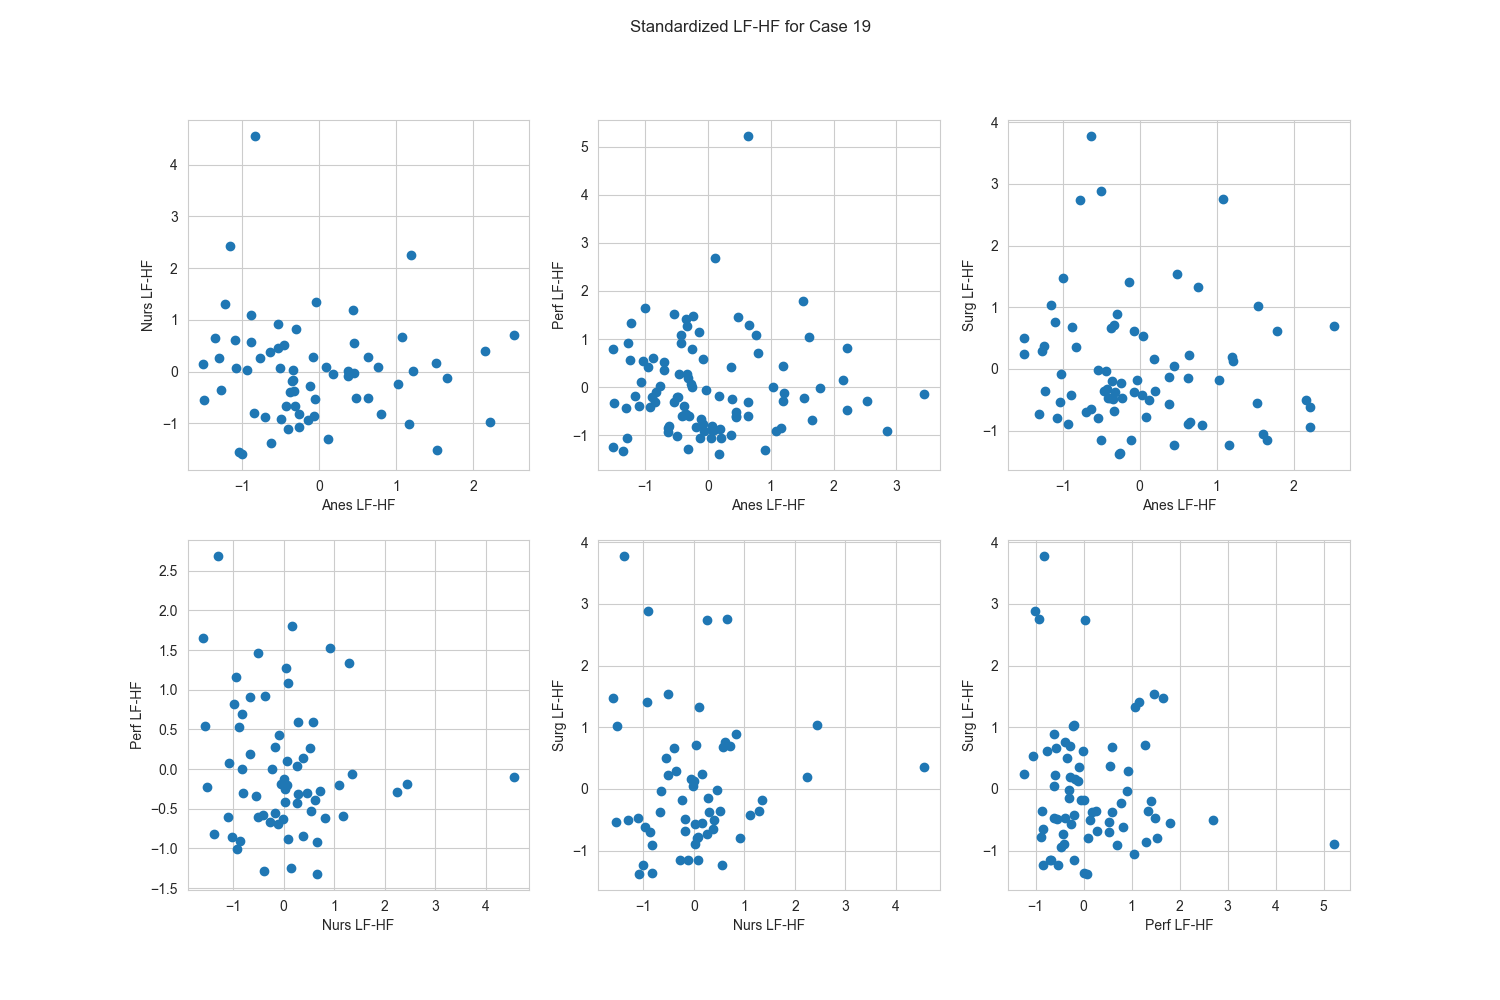 Standardized LF-HF for Case 19
4
3
2
1
0
−1
Nurs LF-HF
−1 0 1 2
Anes LF-HF
5
4
3
2
1
0
−1
Perf LF-HF
−1 0 1 2 3
Anes LF-HF
4
3
2
1
0
−1
Surg LF-HF
−1 0 1 2
Anes LF-HF
2.5
2.0
1.5
1.0
0.5
0.0
−0.5
−1.0
−1.5
Perf LF-HF
−1 0 1 2 3 4
Nurs LF-HF
4
3
2
1
0
−1
Surg LF-HF
−1 0 1 2 3 4
Nurs LF-HF
4
3
2
1
0
−1
Surg LF-HF
−1 0 1 2 3 4 5
Perf LF-HF